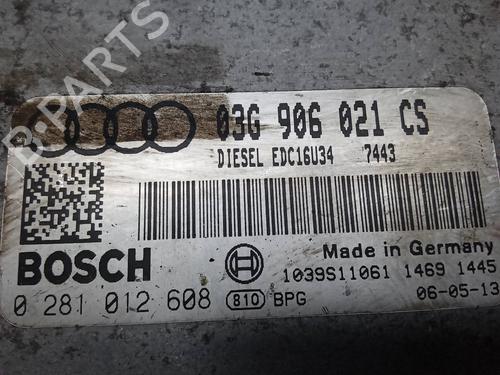 B-PARTS
03G 906 021 CS
DIESEL EDC16U34 7443
BOSCH
Made in Germany
1039S11061 1469 1445
0 281 012 608 810 BPG 06-05-13